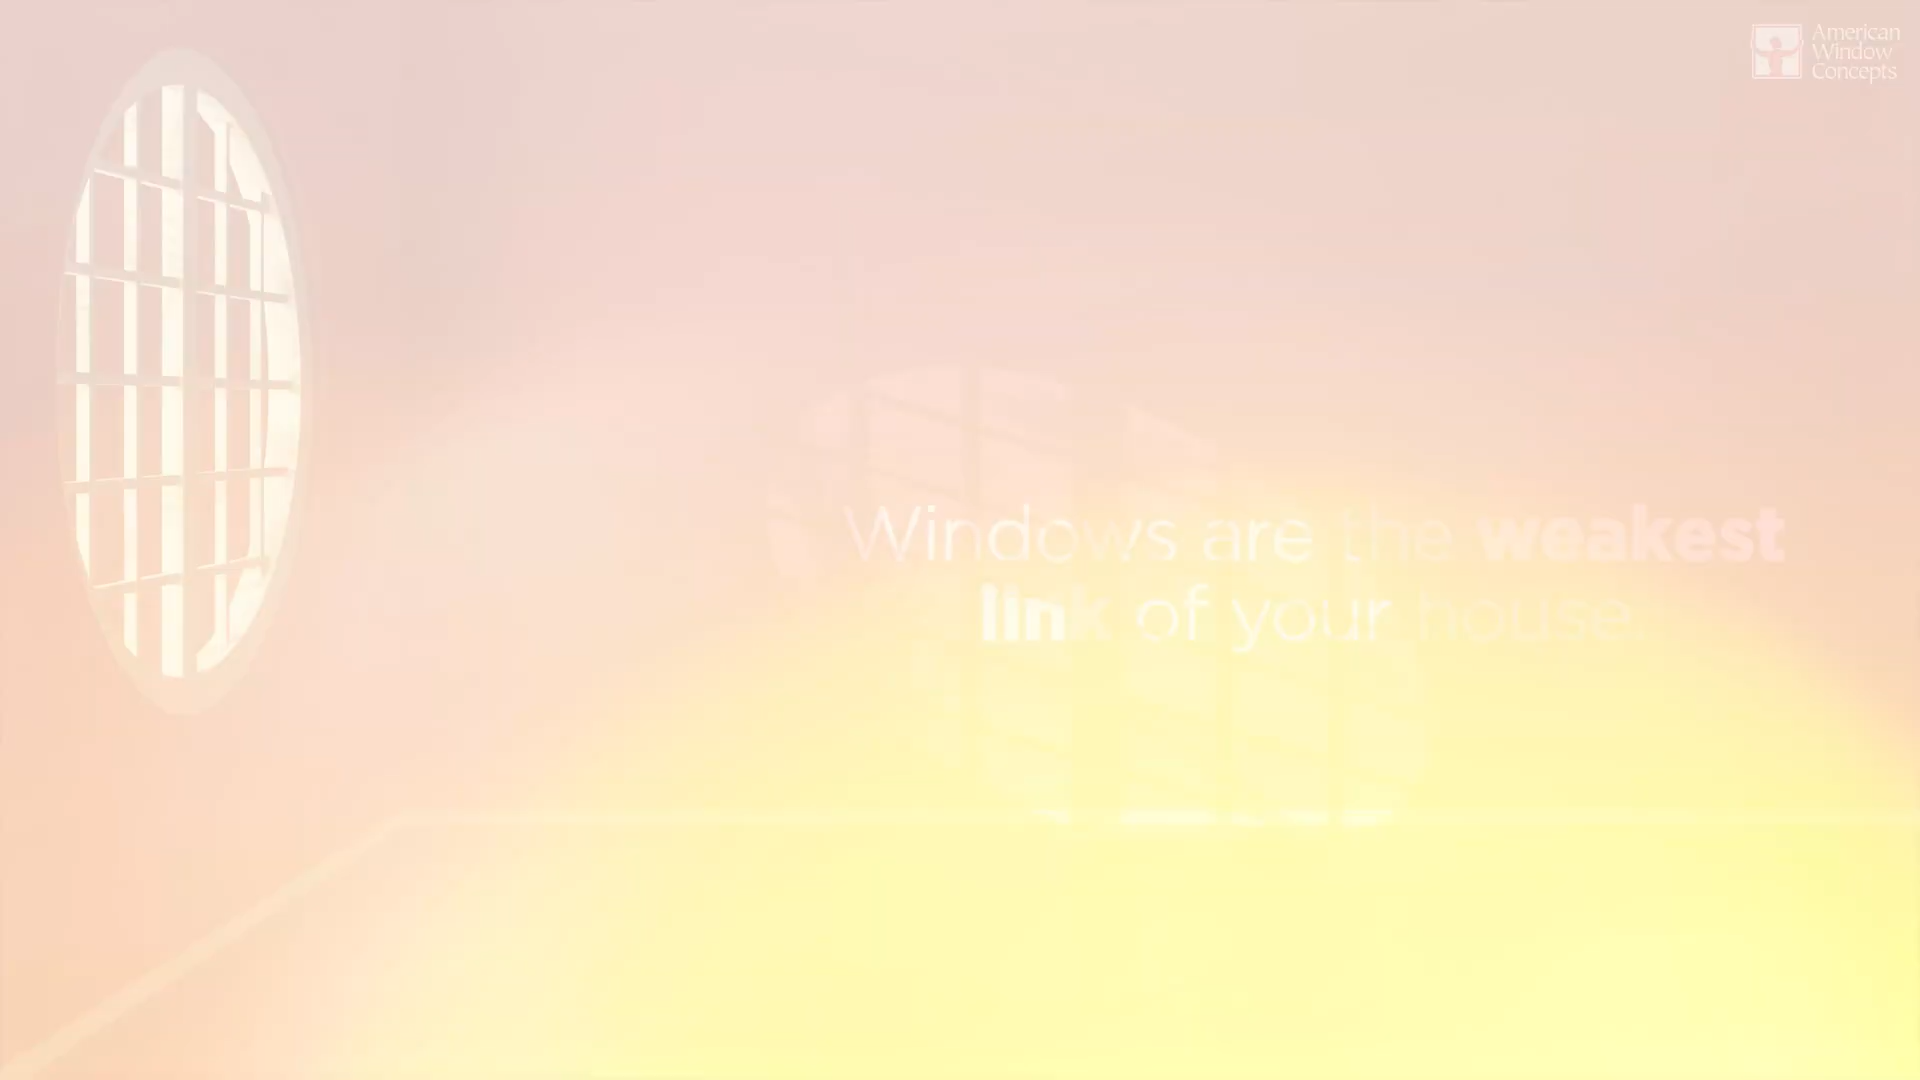 American
Window
Concepts
Windows are the weakest
link of your house.